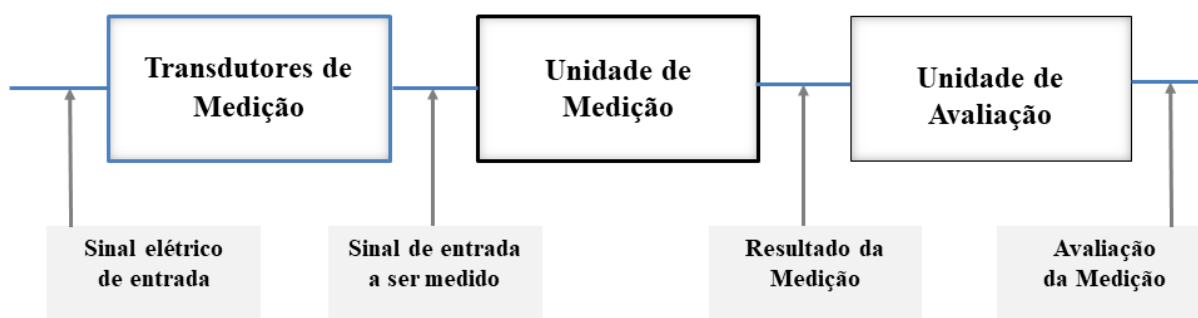 Transdutores de
Medição
Unidade de
Medição
Unidade de
Avaliação
Sinal elétrico
de entrada
Sinal de entrada
a ser medido
Resultado da
Medição
Avaliação
da Medição